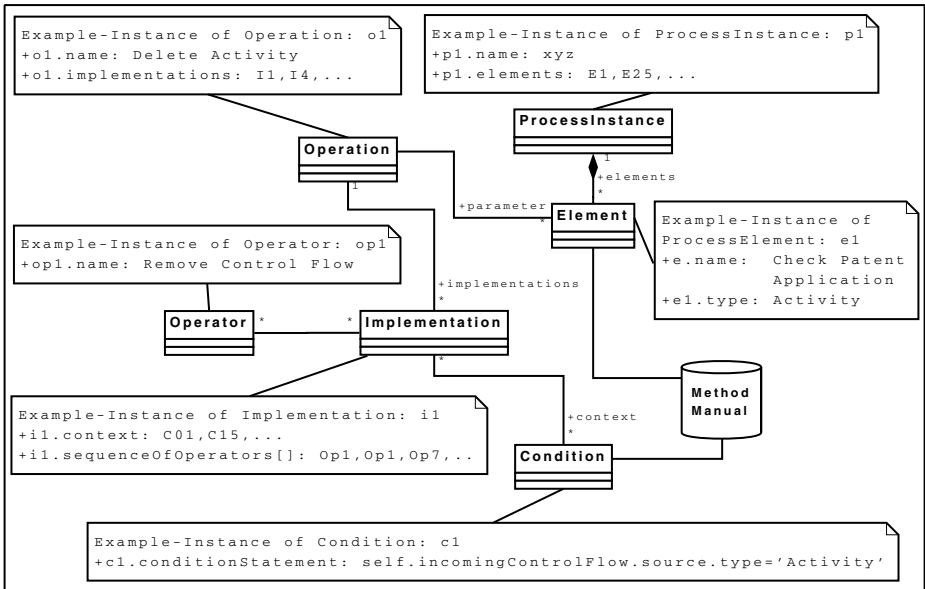 Example-Instance of Operation: o1
+o1.name: Delete Activity
+o1.implementations: I1,I4,...
Example-Instance of ProcessInstance: p1
+p1.name: xyz
+p1.elements: E1,E25,...
ProcessInstance
1
+elements
*
Operation
1
+parameter
*
Element
Example-Instance of
ProcessElement: e1
+e.name: Check Patent
Application
+e1.type: Activity
Example-Instance of Operator: op1
+op1.name: Remove Control Flow
+implementations
*
Operator
*
*
Implementation
*
Method
Manual
Example-Instance of Implementation: i1
+i1.context: C01,C15,...
+i1.sequenceOfOperators[]: Op1,Op1,Op7,..
+context
*
Condition
Example-Instance of Condition: c1
+c1.conditionStatement: self.incomingControlFlow.source.type='Activity'